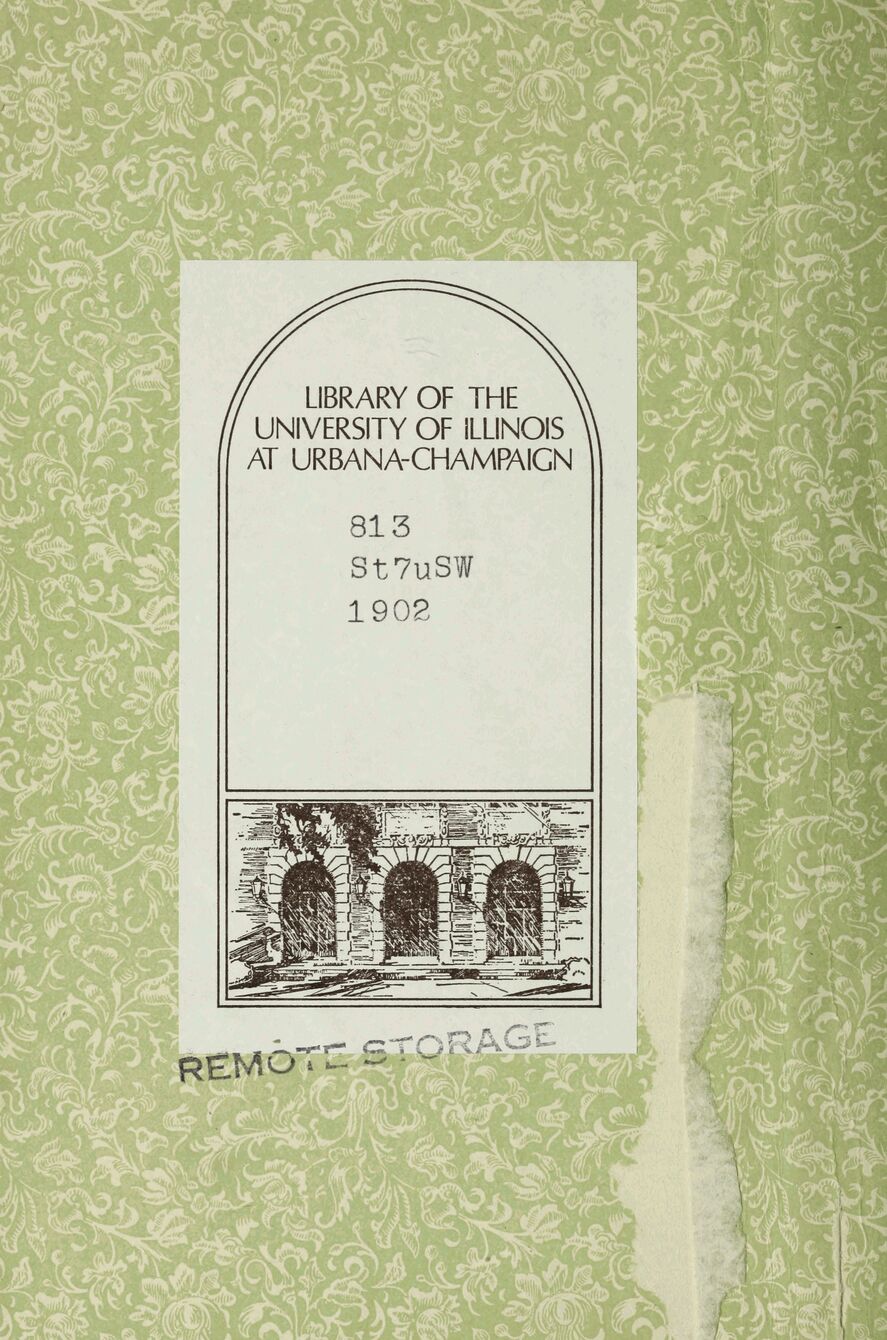 LIBRARY OF THE
UNIVERSITY OF ILLINOIS
AT URBANA-CHAMPAIGN
813
St7uSW
1902
REMOTE STORAGE